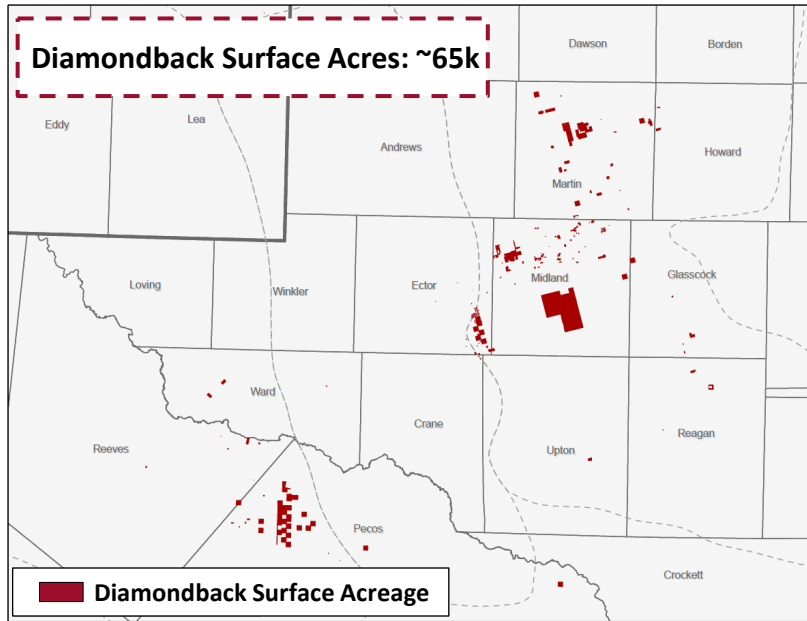 Diamondback Surface Acres: ~65k
Dawson
Borden
Eddy
Lea
Andrews
Howard
Martin
Loving
Winkler
Ector
Midland
Glasscock
Ward
Crane
Reeves
Upton
Reagan
Pecos
Crockett
Diamondback Surface Acreage